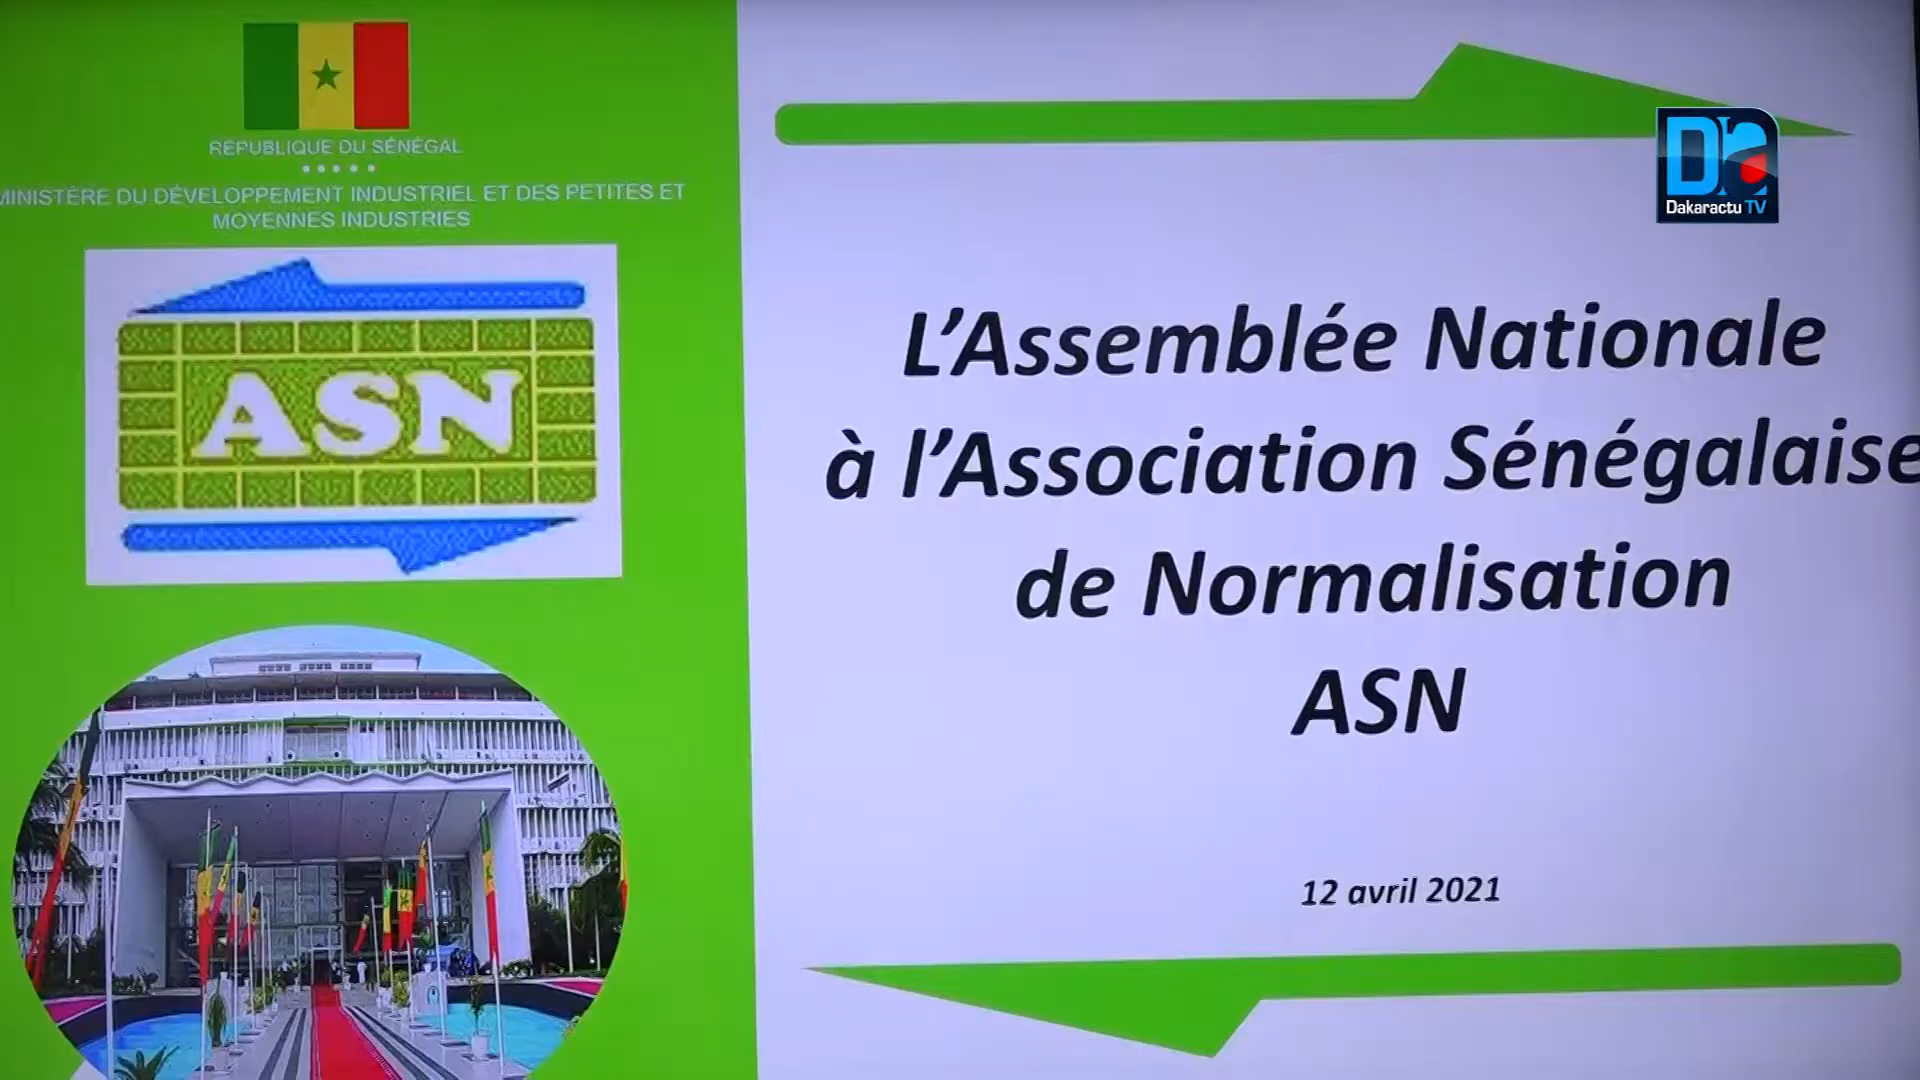 RÉPUBLIQUE DU SÉNÉGAL
MINISTÈRE DU DÉVELOPPEMENT INDUSTRIEL ET DES PETITES ET
MOYENNES INDUSTRIES
ASN
L'Assemblée Nationale
à l'Association Sénégalaise
de Normalisation
ASN
12 avril 2021
Dakaractu TV